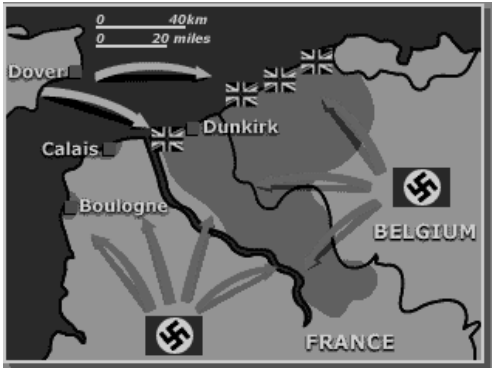 0 40km
0 20 miles
Dover
Dunkirk
Calais
Boulogne
BELGIUM
FRANCE